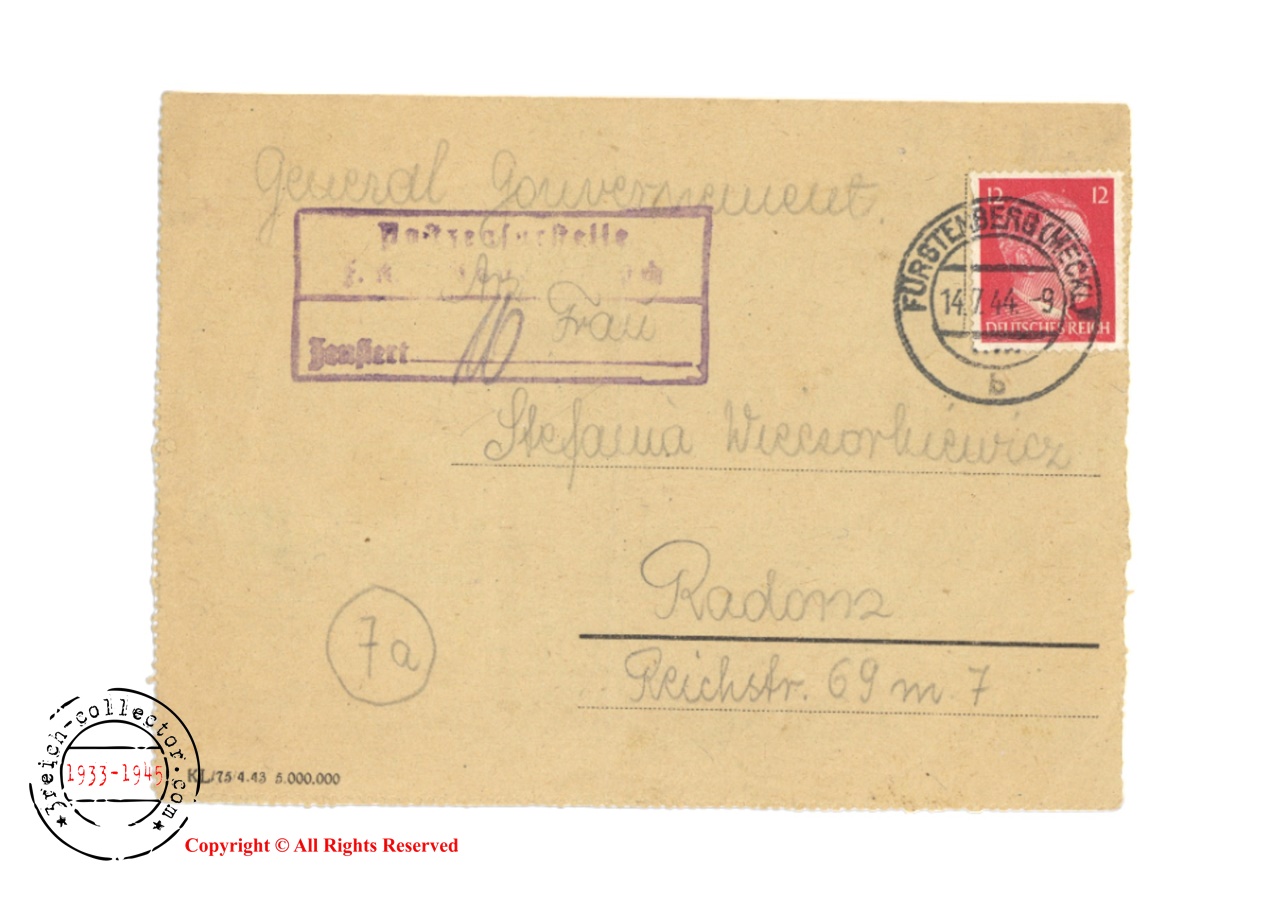 General Gouvernement.
12 12
FÜRSTENBERG (MECKL)
14.7.44.-9
DEUTSCHES REICH
b
Postzensurstelle
An
Frau
Zensiert
Stefania Wieczorkiewicz
Radom
7a
Reichstr. 69 m 7
KL/75/4.43 5.000.000
3reich-collector.com
1933-1945
Copyright © All Rights Reserved